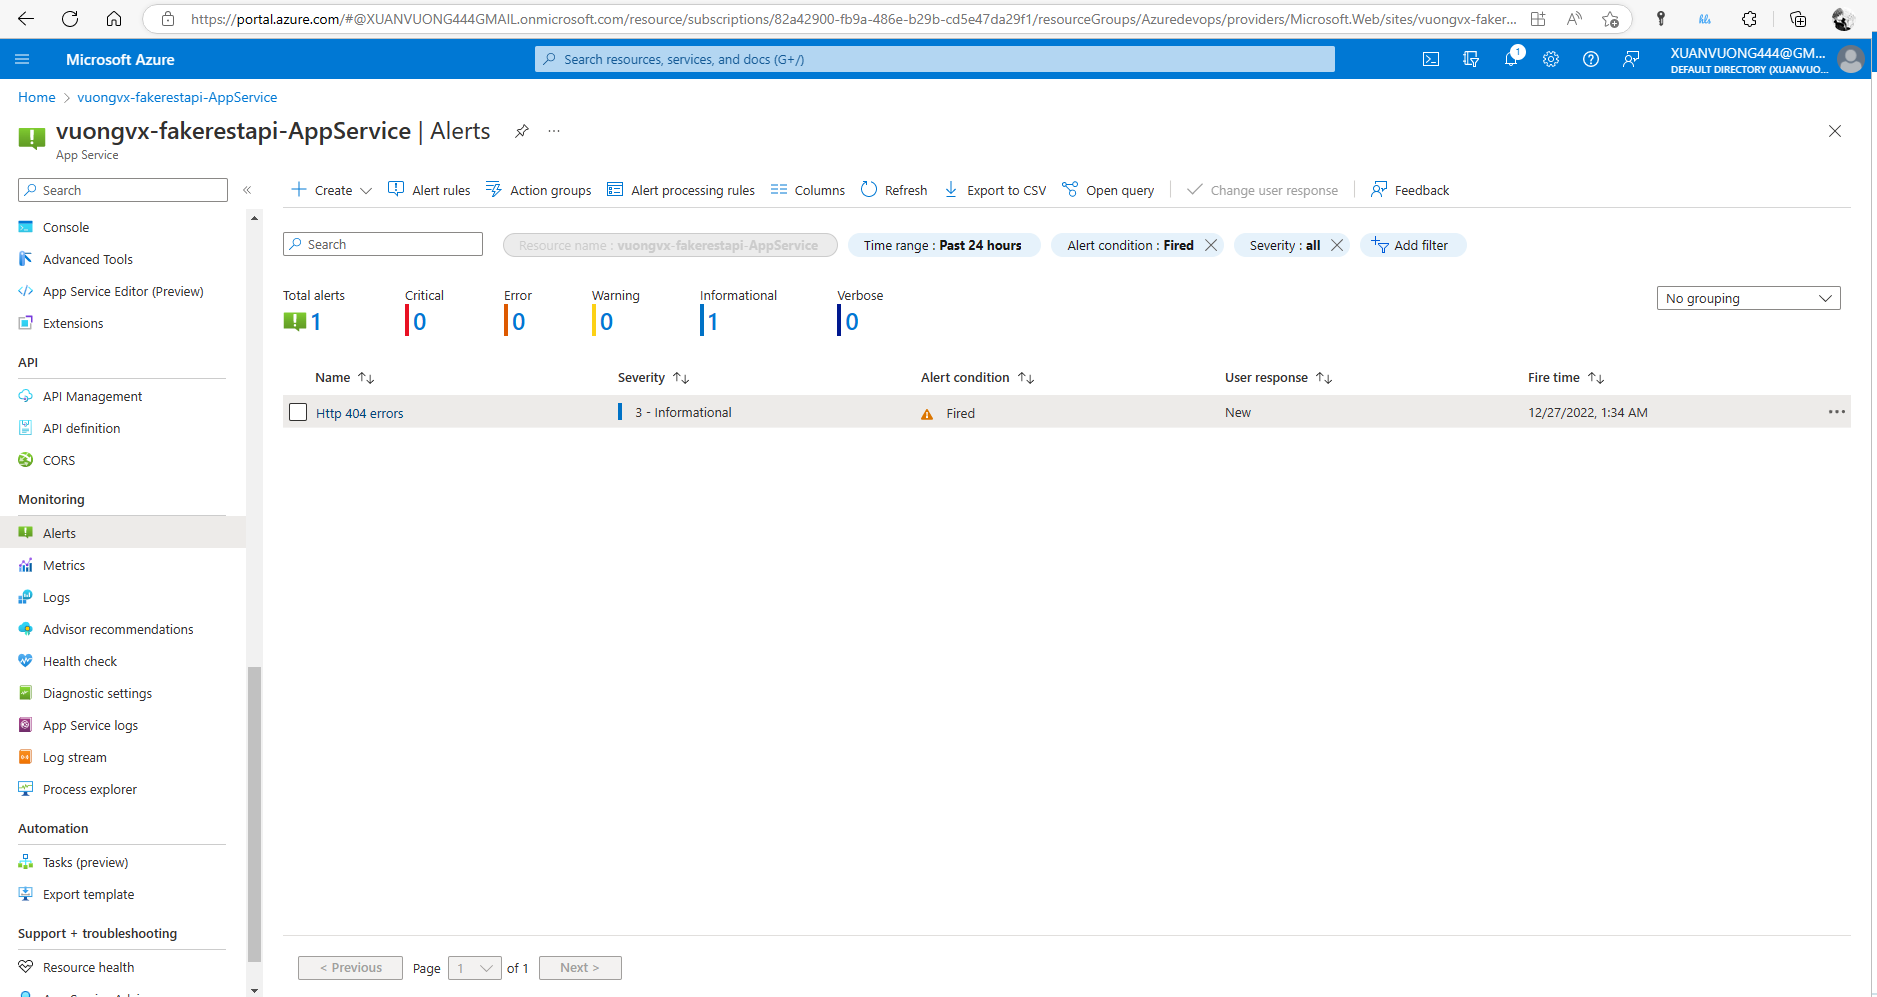 https://portal.azure.com/#@XUANVUONG444GMAIL.onmicrosoft.com/resource/subscriptions/82a42900-fb9a-486e-b29b-cd5e47da29f1/resourceGroups/Azuredevops/providers/Microsoft.Web/sites/vuongvx-faker...
Microsoft Azure
Search resources, services, and docs (G+/)
1
XUANVUONG444@GM...
DEFAULT DIRECTORY (XUANVUO...
Home > vuongvx-fakerestapi-AppService
vuongvx-fakerestapi-AppService | Alerts
App Service
Search
Create
Alert rules
Action groups
Alert processing rules
Columns
Refresh
Export to CSV
Open query
Change user response
Feedback
Console
Advanced Tools
App Service Editor (Preview)
Extensions
API
API Management
API definition
CORS
Monitoring
Alerts
Metrics
Logs
Advisor recommendations
Health check
Diagnostic settings
App Service logs
Log stream
Process explorer
Automation
Tasks (preview)
Export template
Support + troubleshooting
Resource health
Search
Resource name : vuongvx-fakerestapi-AppService
Time range : Past 24 hours
Alert condition : Fired
Severity : all
Add filter
Total alerts
1
Critical
0
Error
0
Warning
0
Informational
1
Verbose
0
No grouping
Name
Severity
Alert condition
User response
Fire time
Http 404 errors
3 - Informational
Fired
New
12/27/2022, 1:34 AM
< Previous
Page 1 of 1
Next >